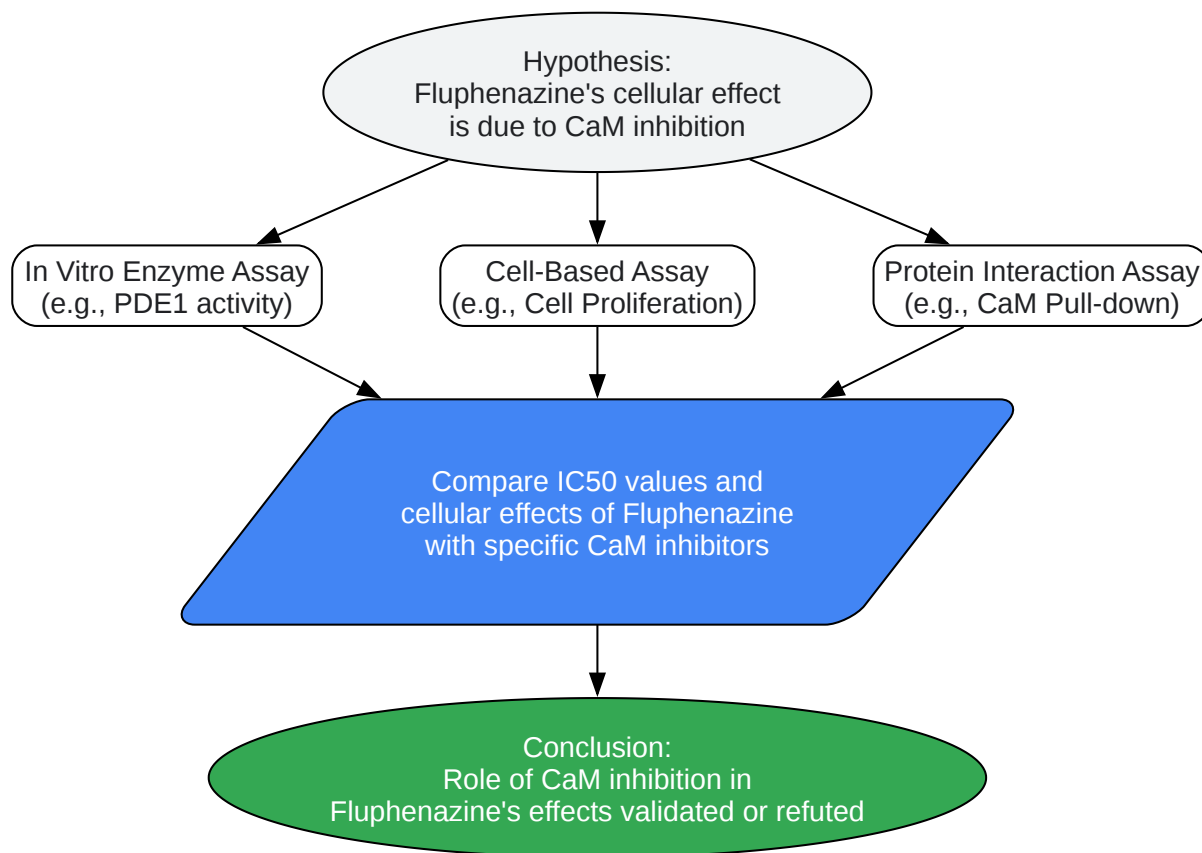 Hypothesis:
Fluphenazine's cellular effect
is due to CaM inhibition
In Vitro Enzyme Assay
(e.g., PDE1 activity)
Cell-Based Assay
(e.g., Cell Proliferation)
Protein Interaction Assay
(e.g., CaM Pull-down)
Compare IC50 values and
cellular effects of Fluphenazine
with specific CaM inhibitors
Conclusion:
Role of CaM inhibition in
Fluphenazine's effects validated or refuted